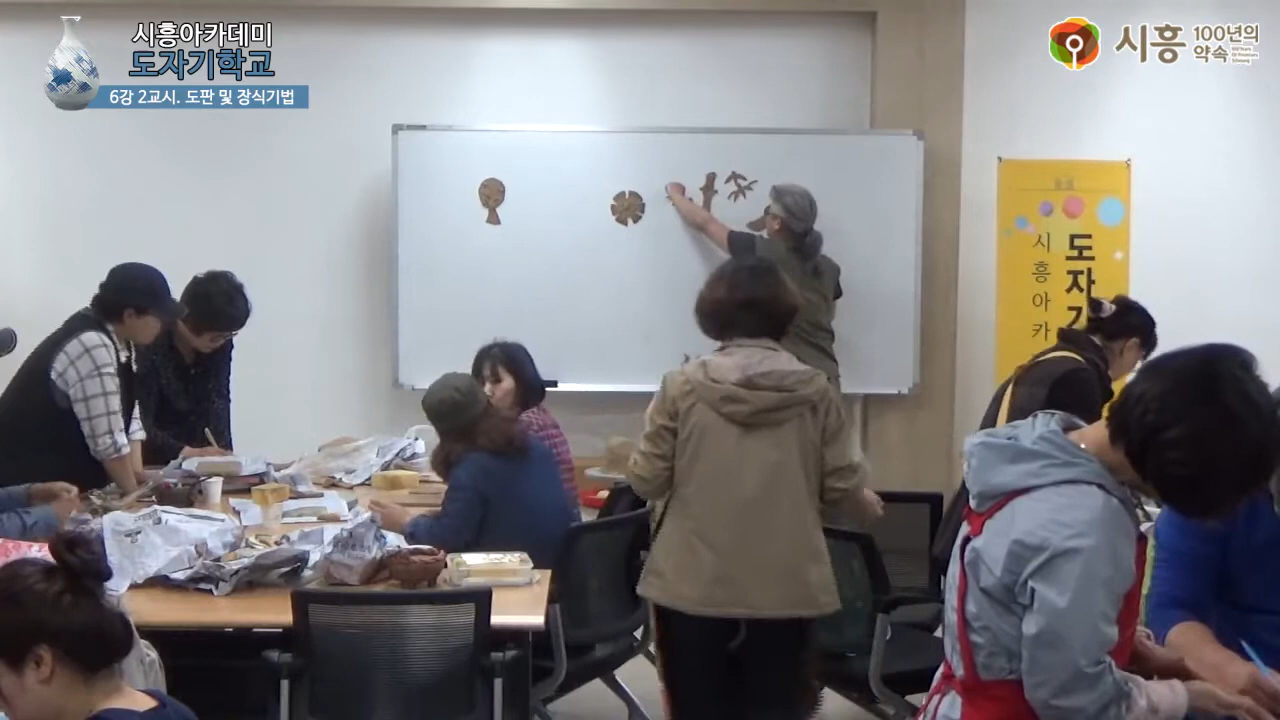 시흥아카데미
도자기학교
6강 2교시. 도판 및 장식기법
시흥 100년의
약속
시흥아카
도자기